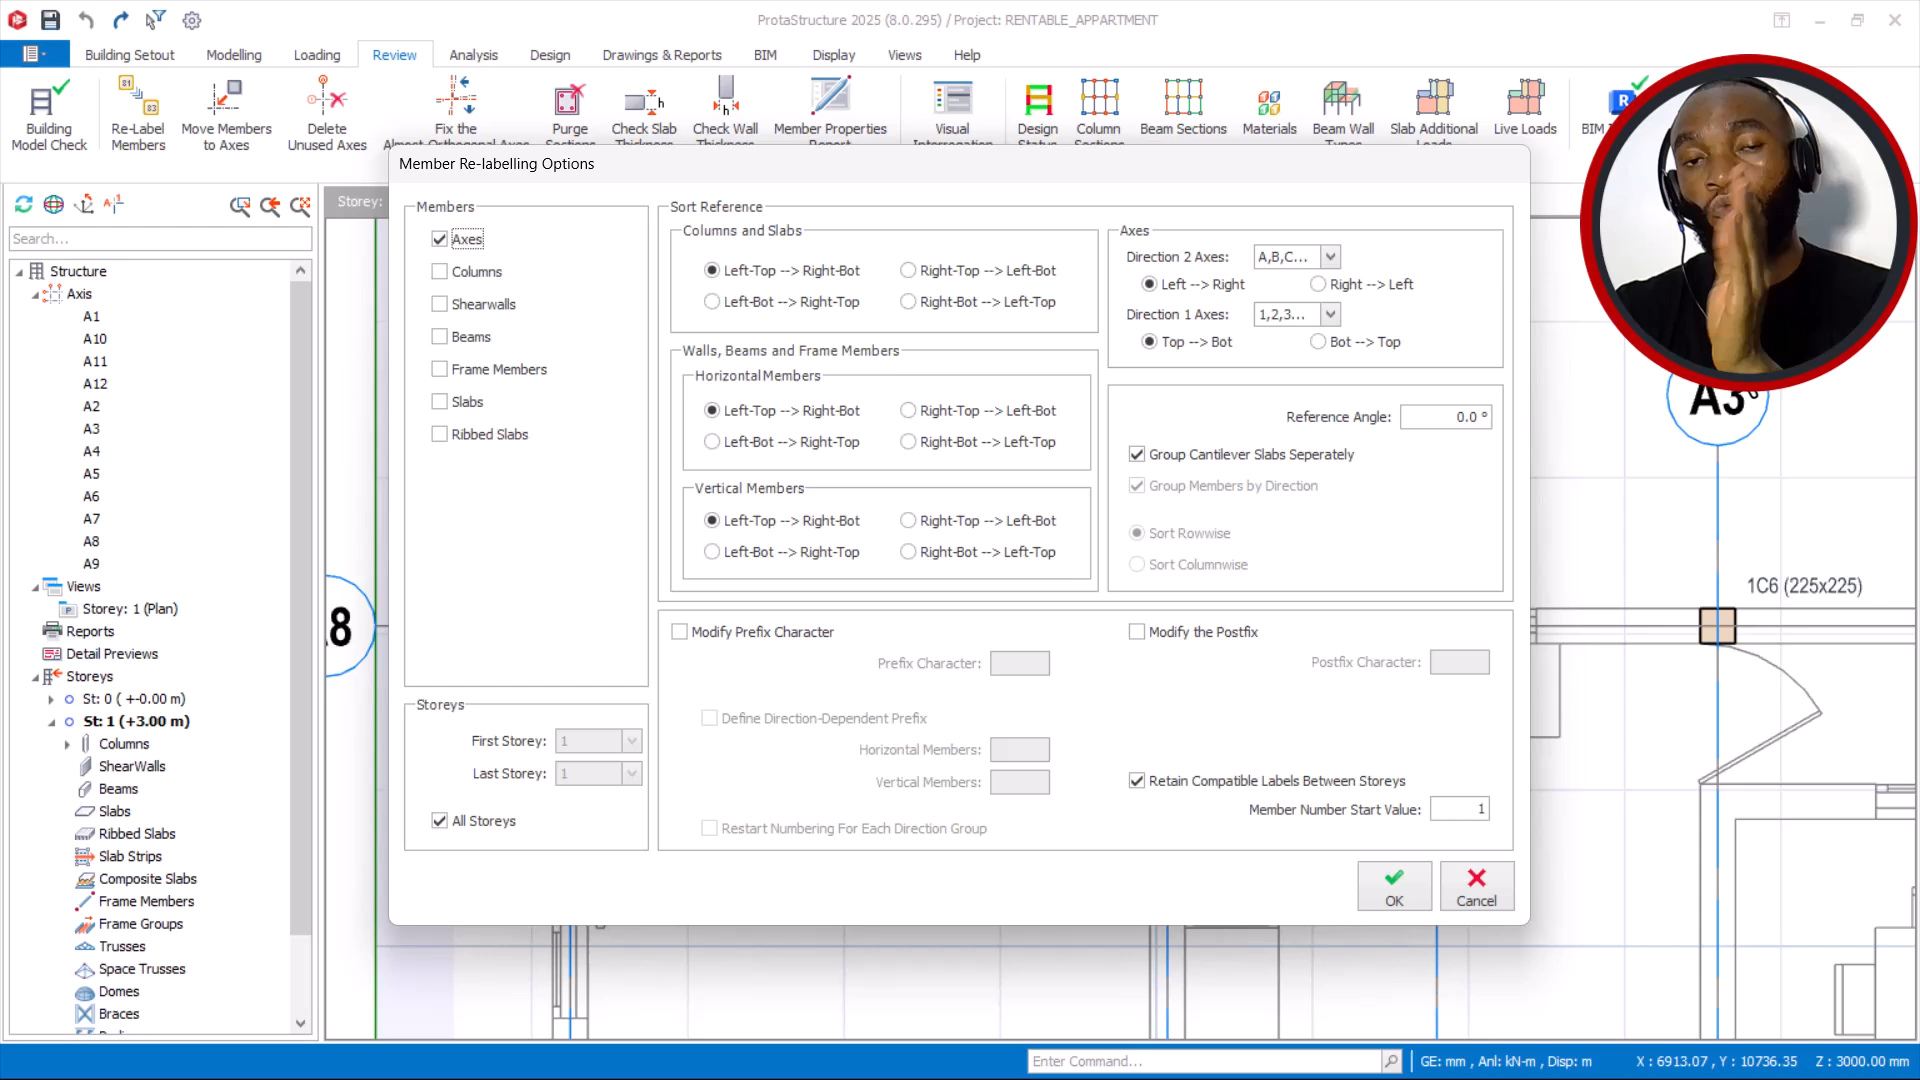 ProtaStructure 2025 (8.0.295) / Project: RENTABLE_APPARTMENT
Building Setout
Modelling
Loading
Review
Analysis
Design
Drawings & Reports
BIM
Display
Views
Help
Building Model Check
Re-Label Members
Move Members to Axes
Delete Unused Axes
Fix the Almost Orthogonal Axes
Purge Sections
Check Slab Thickness
Check Wall Thickness
Member Properties Report
Visual Interrogation
Design Status
Column Sections
Beam Sections
Materials
Beam Wall Types
Slab Additional Loads
Live Loads
BIM
Search...
Structure
Axis
A1
A10
A11
A12
A2
A3
A4
A5
A6
A7
A8
A9
Views
Storey: 1 (Plan)
Reports
Detail Previews
Storeys
St: 0 ( +-0.00 m)
St: 1 (+3.00 m)
Columns
ShearWalls
Beams
Slabs
Ribbed Slabs
Slab Strips
Composite Slabs
Frame Members
Frame Groups
Trusses
Space Trusses
Domes
Braces
Storey:
Member Re-labelling Options
Members
Axes
Columns
Shearwalls
Beams
Frame Members
Slabs
Ribbed Slabs
Storeys
First Storey: 1
Last Storey: 1
All Storeys
Sort Reference
Columns and Slabs
Left-Top --> Right-Bot
Right-Top --> Left-Bot
Left-Bot --> Right-Top
Right-Bot --> Left-Top
Walls, Beams and Frame Members
Horizontal Members
Left-Top --> Right-Bot
Right-Top --> Left-Bot
Left-Bot --> Right-Top
Right-Bot --> Left-Top
Vertical Members
Left-Top --> Right-Bot
Right-Top --> Left-Bot
Left-Bot --> Right-Top
Right-Bot --> Left-Top
Axes
Direction 2 Axes: A,B,C...
Left --> Right
Right --> Left
Direction 1 Axes: 1,2,3...
Top --> Bot
Bot --> Top
Reference Angle: 0.0 °
Group Cantilever Slabs Seperately
Group Members by Direction
Sort Rowwise
Sort Columnwise
Modify Prefix Character
Prefix Character:
Define Direction-Dependent Prefix
Horizontal Members:
Vertical Members:
Restart Numbering For Each Direction Group
Modify the Postfix
Postfix Character:
Retain Compatible Labels Between Storeys
Member Number Start Value: 1
OK
Cancel
8
A3
1C6 (225x225)
Enter Command...
GE: mm , Anl: kN-m , Disp: m
X : 6913.07 , Y : 10736.35
Z : 3000.00 mm